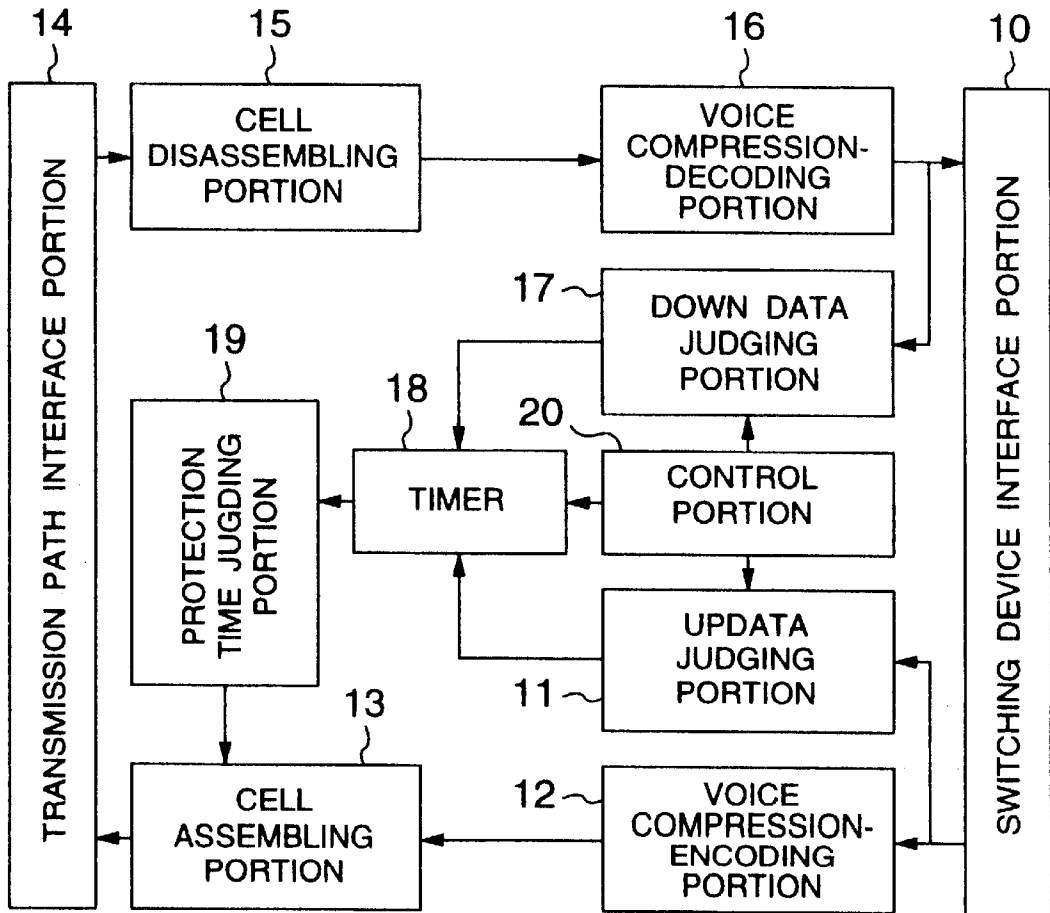 14
15
16
10
TRANSMISSION PATH INTERFACE PORTION
CELL
DISASSEMBLING
PORTION
VOICE
COMPRESSION-
DECODING
PORTION
SWITCHING DEVICE INTERFACE PORTION
17
DOWN DATA
JUDGING
PORTION
19
PROTECTION
TIME JUGDING
PORTION
18
TIMER
20
CONTROL
PORTION
11
UPDATA
JUDGING
PORTION
13
CELL
ASSEMBLING
PORTION
12
VOICE
COMPRESSION-
ENCODING
PORTION